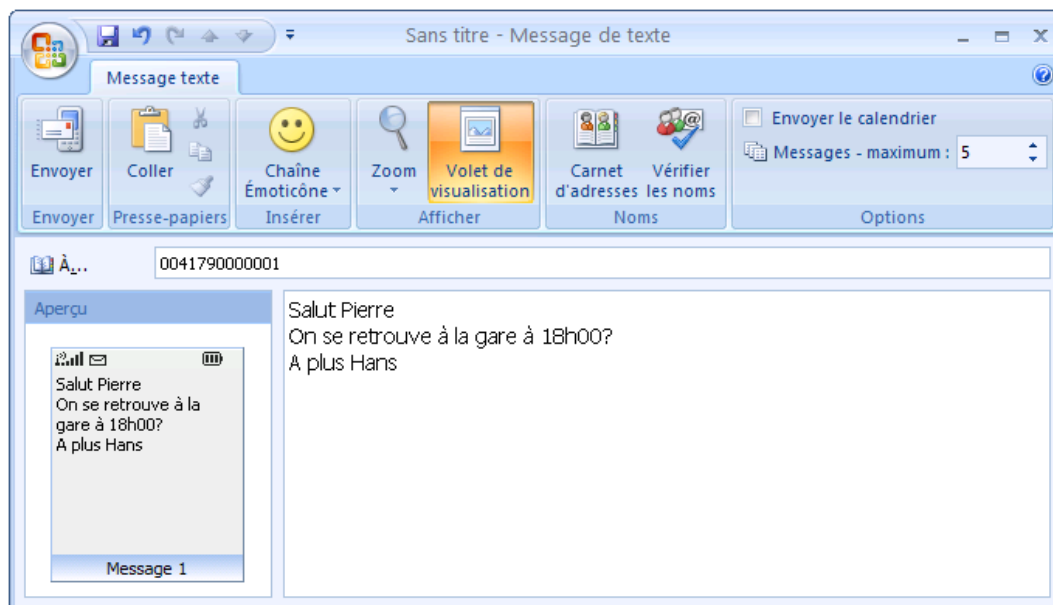 Sans titre - Message de texte
Message texte
Envoyer
Coller
Chaîne
Émoticône
Zoom
Volet de
visualisation
Carnet
d'adresses
Vérifier
les noms
Envoyer le calendrier
Messages - maximum : 5
Envoyer
Presse-papiers
Insérer
Afficher
Noms
Options
À...
0041790000001
Aperçu
Salut Pierre
On se retrouve à la
gare à 18h00?
A plus Hans
Message 1
Salut Pierre
On se retrouve à la gare à 18h00?
A plus Hans